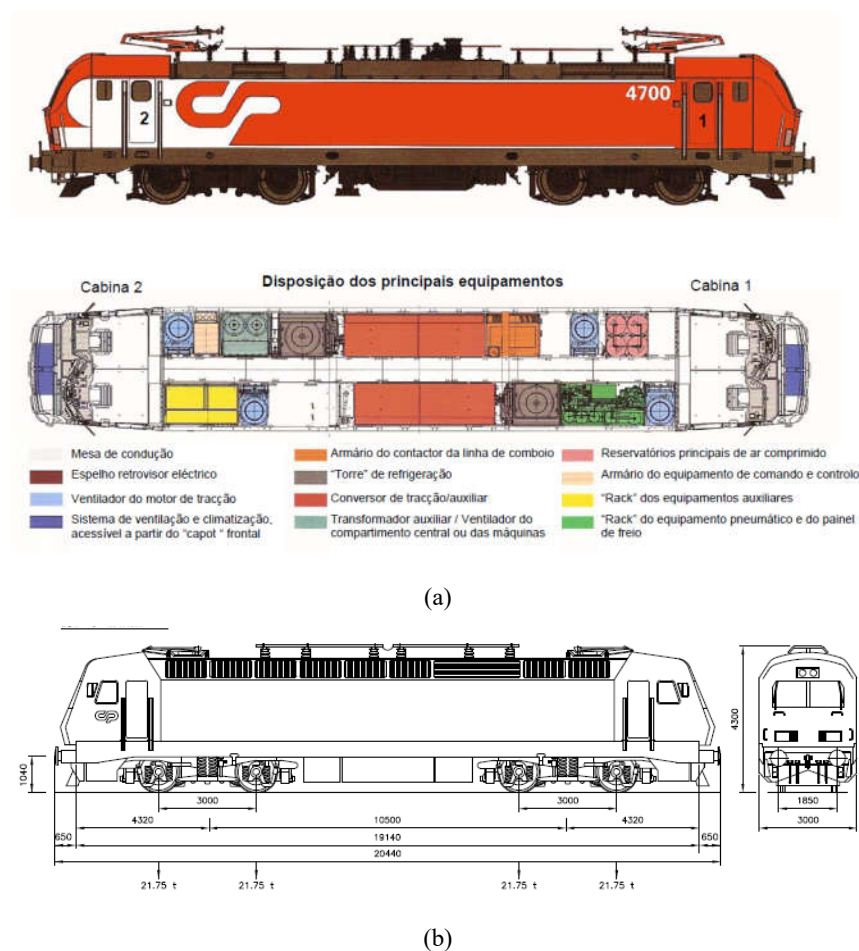 4700
2
1
Disposição dos principais equipamentos
Cabina 2
Cabina 1
Mesa de condução
Espelho retrovisor eléctrico
Ventilador do motor de tracção
Sistema de ventilação e climatização,
acessível a partir do "capot " frontal
Armário do contactor da linha de comboio
"Torre" de refrigeração
Conversor de tracção/auxiliar
Transformador auxiliar / Ventilador do
compartimento central ou das máquinas
Reservatórios principais de ar comprimido
Armário do equipamento de comando e controlo
"Rack" dos equipamentos auxiliares
"Rack" do equipamento pneumático e do painel
de freio
(a)
4300
1040
3000
3000
1850
4320
10500
4320
3000
650
19140
650
20440
21.75 t
21.75 t
21.75 t
21.75 t
(b)